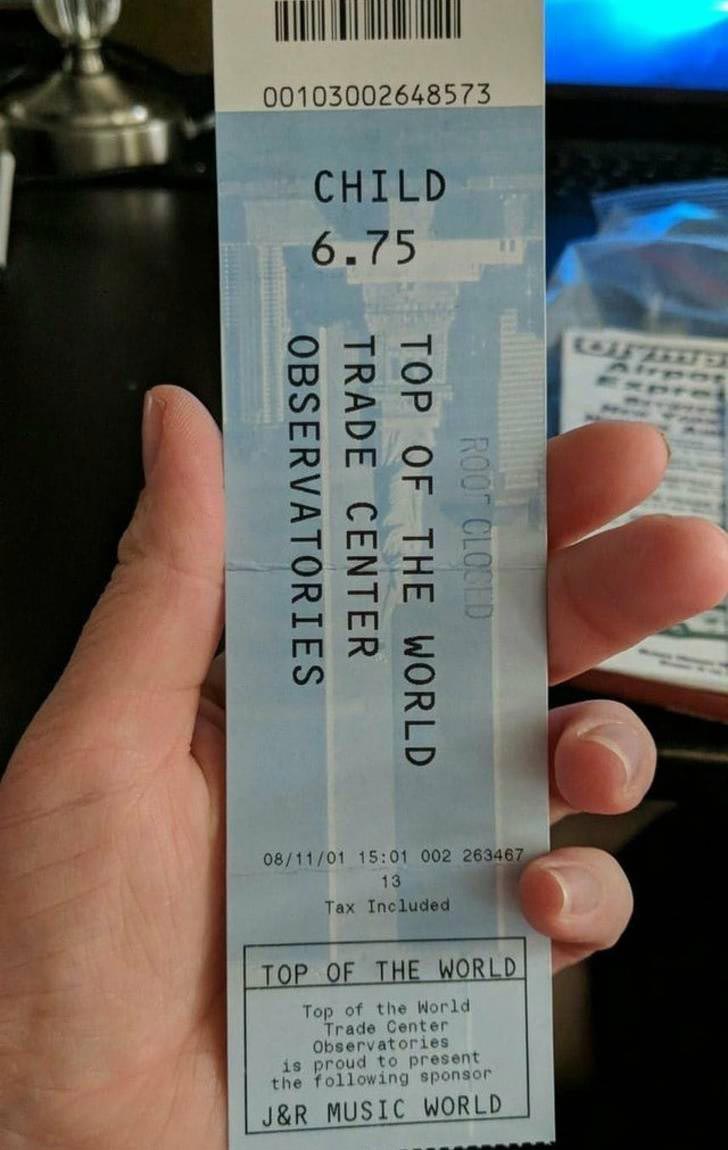 00103002648573
CHILD
6.75
TOP OF THE WORLD
TRADE CENTER
OBSERVATORIES
08/11/01 15:01 002 263467
13
Tax Included
TOP OF THE WORLD
Top of the World
Trade Center
Observatories
is proud to present
the following sponsor
J&R MUSIC WORLD
Airport